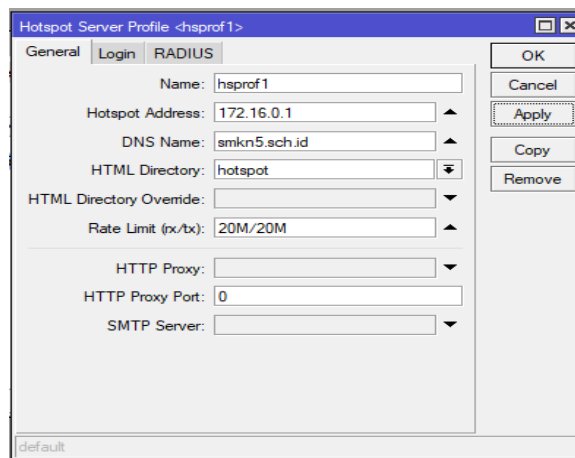 Hotspot Server Profile <hsprof1>
General Login RADIUS
Name: hsprof1
Hotspot Address: 172.16.0.1
DNS Name: smkn5.sch.id
HTML Directory: hotspot
HTML Directory Override:
Rate Limit (rx/tx): 20M/20M
HTTP Proxy:
HTTP Proxy Port: 0
SMTP Server:
OK
Cancel
Apply
Copy
Remove
default